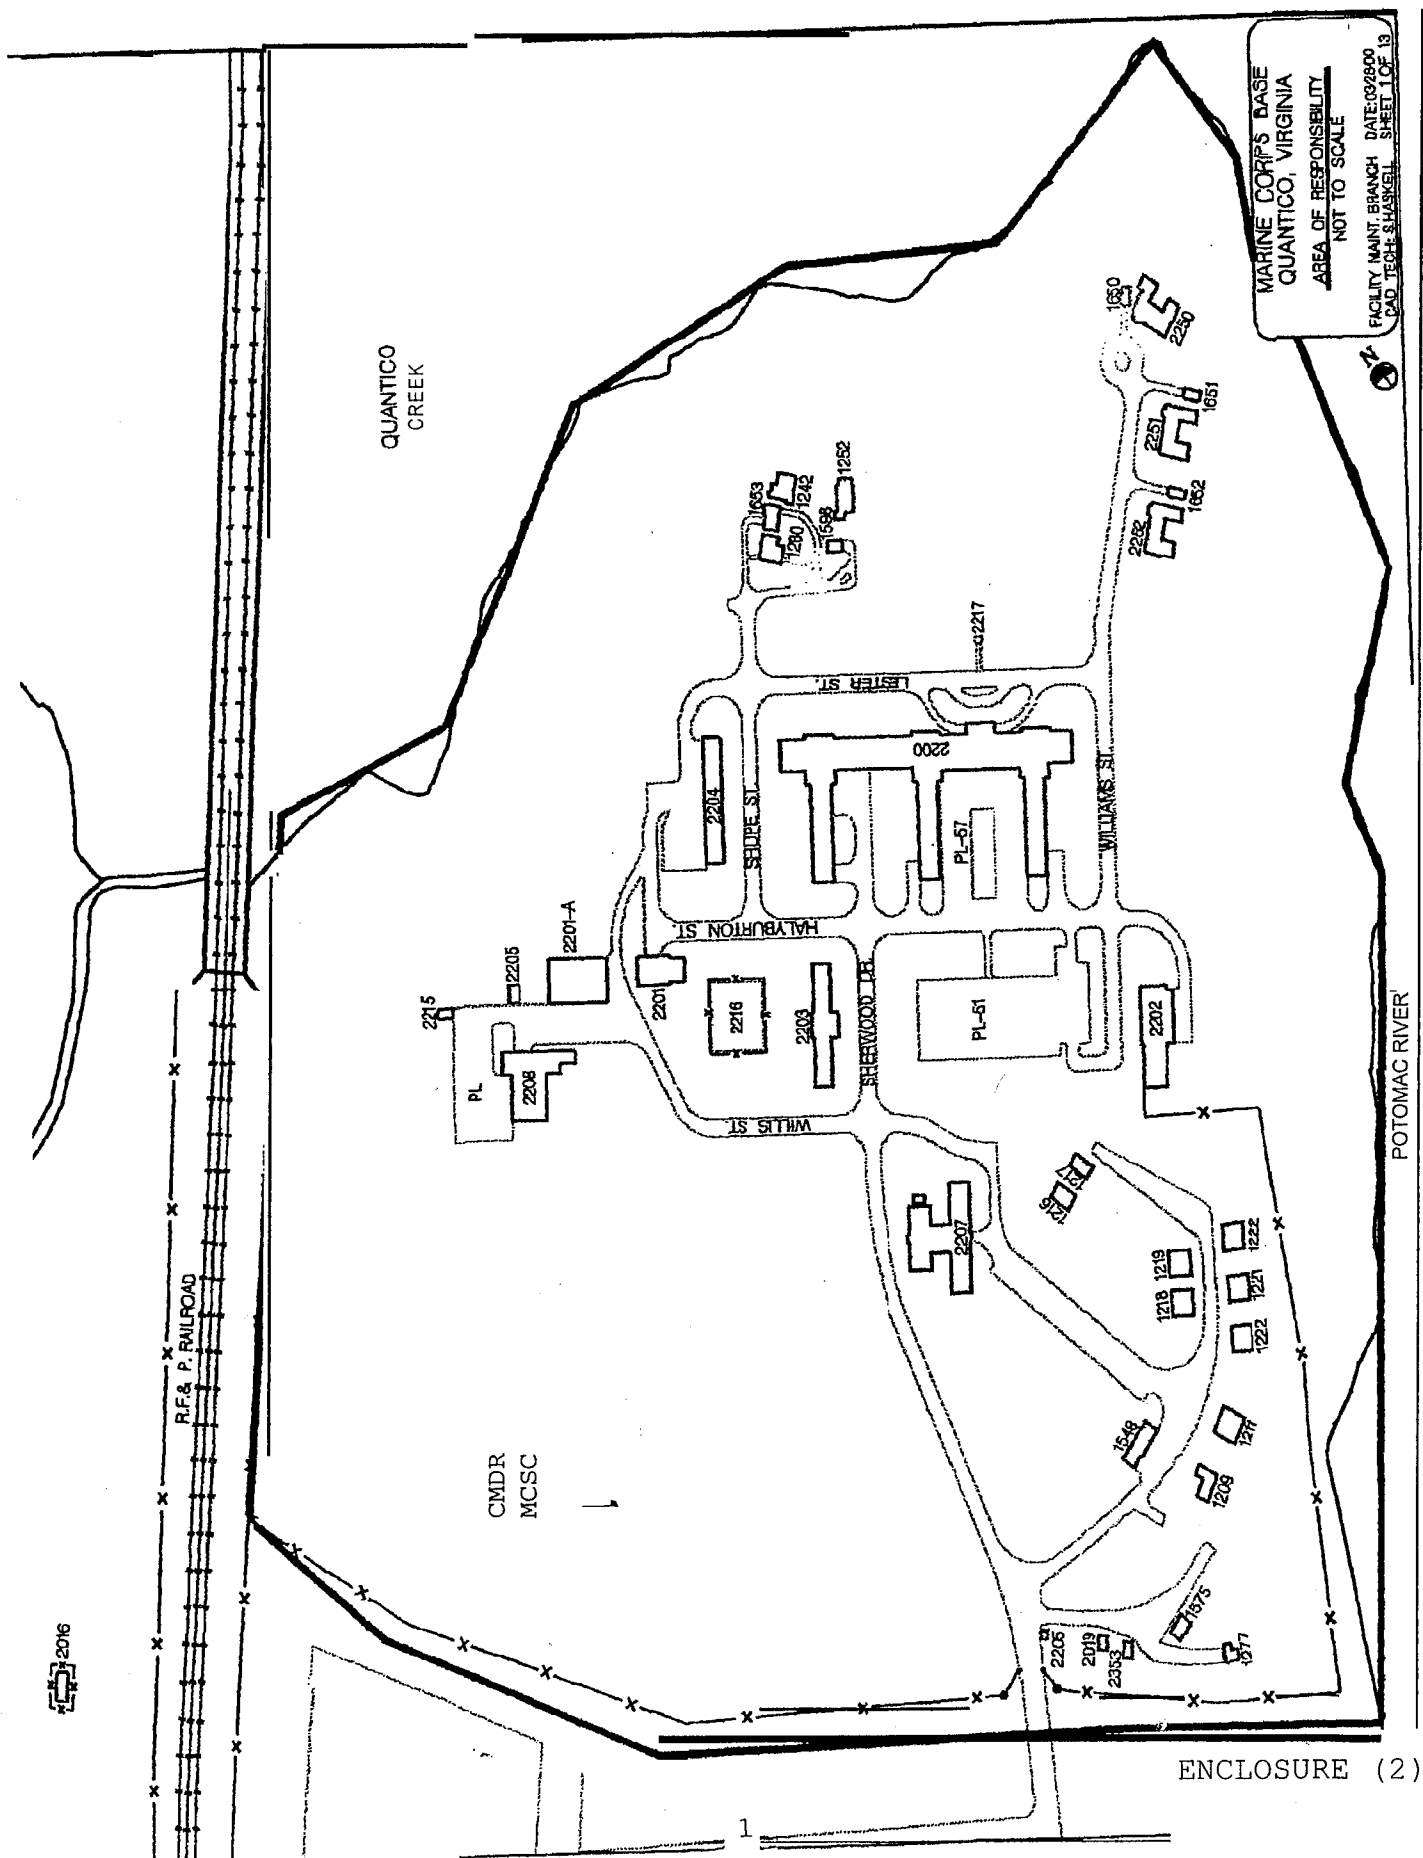 MARINE CORPS BASE
QUANTICO, VIRGINIA
AREA OF RESPONSIBILITY
NOT TO SCALE
FACILITY MAINT. BRANCH DATE:03/28/00
CAD TECH: S.HASKELL SHEET 1 OF 13
N
QUANTICO
CREEK
R.F.& P. RAILROAD
2016
CMDR
MCSC
POTOMAC RIVER
1650
2250
2251
1651
2252
1652
1653
1242
1252
1280
1598
2217
LESTER ST.
2200
2204
SHUPE ST.
WILLIAMS ST.
PL-57
HALYBURTON ST.
2201-A
2205
2215
2201
2216
2203
SHERWOOD DR.
PL-51
2202
PL
2208
WILLIS ST.
2207
1216
1217
1219
1218
1222
1221
1222
1211
1209
1548
1575
1277
2205
2019
2353
ENCLOSURE (2)
1